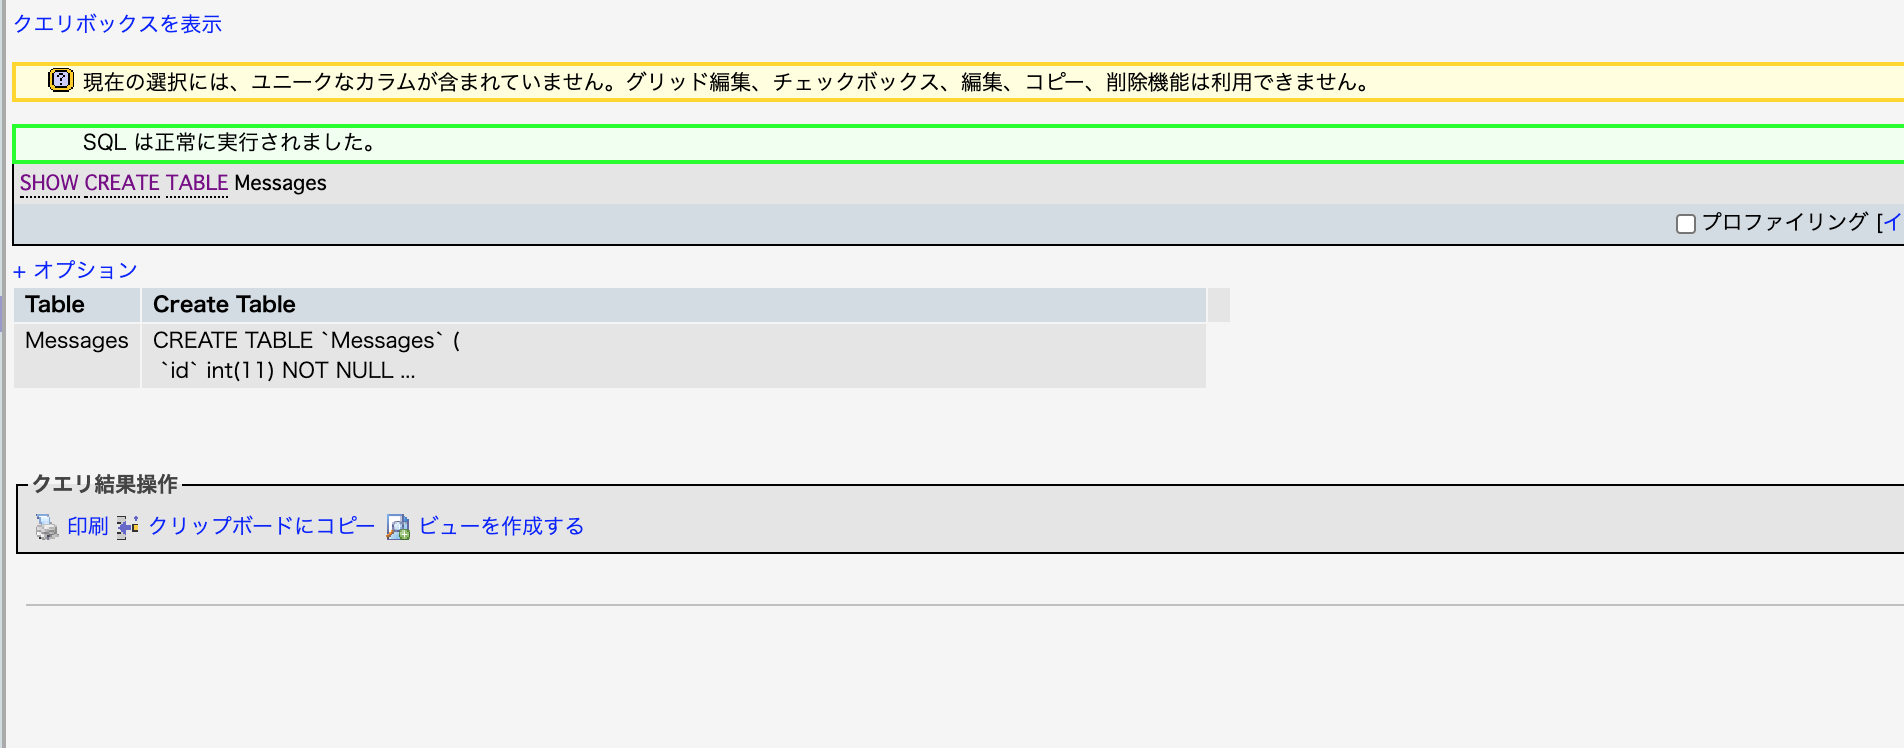 クエリボックスを表示
現在の選択には、ユニークなカラムが含まれていません。グリッド編集、チェックボックス、編集、コピー、削除機能は利用できません。
SQL は正常に実行されました。
SHOW CREATE TABLE Messages
プロファイリング [イ
+ オプション
Table Create Table
Messages CREATE TABLE `Messages` (
`id` int(11) NOT NULL ...
クエリ結果操作
印刷 クリップボードにコピー ビューを作成する